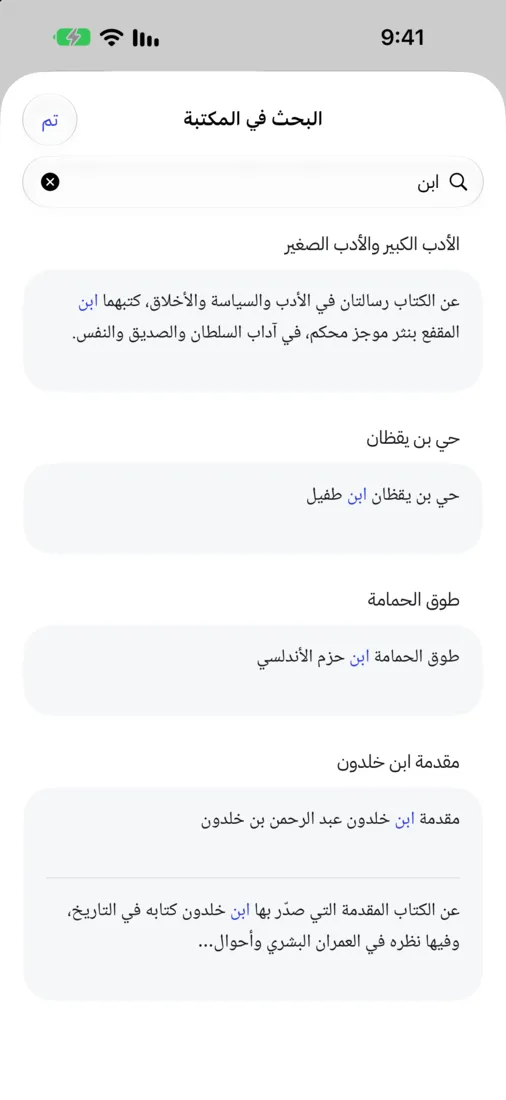 9:41
البحث في المكتبة
تم
ابن
الأدب الكبير والأدب الصغير
عن الكتاب رسالتان في الأدب والسياسة والأخلاق، كتبهما ابن
المقفع بنثر موجز محكم، في آداب السلطان والصديق والنفس.
حي بن يقظان
حي بن يقظان ابن طفيل
طوق الحمامة
طوق الحمامة ابن حزم الأندلسي
مقدمة ابن خلدون
مقدمة ابن خلدون عبد الرحمن بن خلدون
عن الكتاب المقدمة التي صدّر بها ابن خلدون كتابه في التاريخ،
وفيها نظره في العمران البشري وأحوال...